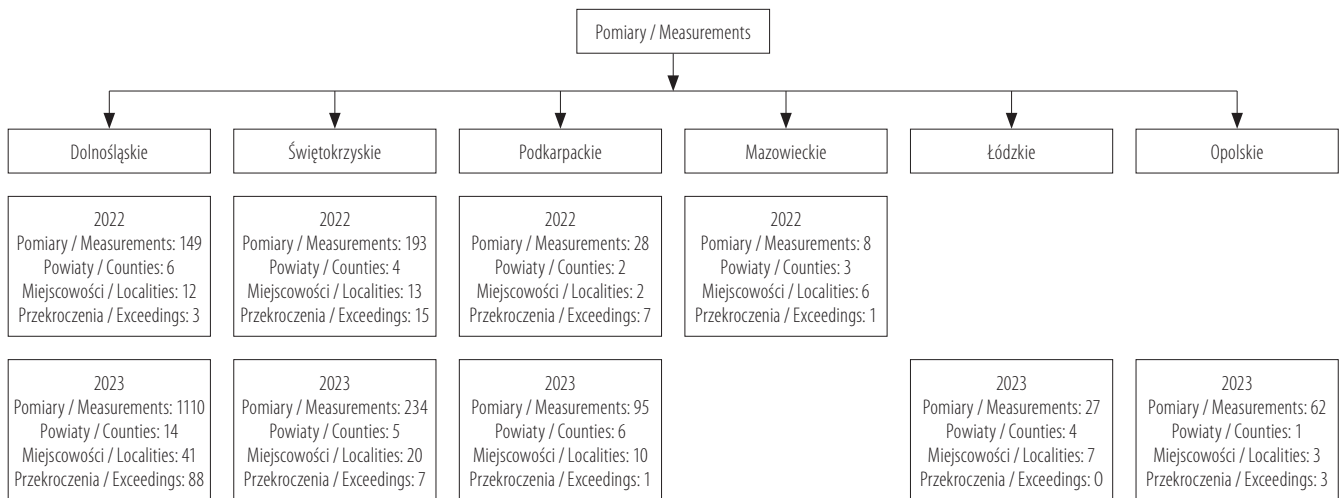 Pomiary / Measurements
Dolnośląskie
Świętokrzyskie
Podkarpackie
Mazowieckie
Łódzkie
Opolskie
2022
Pomiary / Measurements: 149
Powiaty / Counties: 6
Miejscowości / Localities: 12
Przekroczenia / Exceedings: 3
2022
Pomiary / Measurements: 193
Powiaty / Counties: 4
Miejscowości / Localities: 13
Przekroczenia / Exceedings: 15
2022
Pomiary / Measurements: 28
Powiaty / Counties: 2
Miejscowości / Localities: 2
Przekroczenia / Exceedings: 7
2022
Pomiary / Measurements: 8
Powiaty / Counties: 3
Miejscowości / Localities: 6
Przekroczenia / Exceedings: 1
2023
Pomiary / Measurements: 1110
Powiaty / Counties: 14
Miejscowości / Localities: 41
Przekroczenia / Exceedings: 88
2023
Pomiary / Measurements: 234
Powiaty / Counties: 5
Miejscowości / Localities: 20
Przekroczenia / Exceedings: 7
2023
Pomiary / Measurements: 95
Powiaty / Counties: 6
Miejscowości / Localities: 10
Przekroczenia / Exceedings: 1
2023
Pomiary / Measurements: 27
Powiaty / Counties: 4
Miejscowości / Localities: 7
Przekroczenia / Exceedings: 0
2023
Pomiary / Measurements: 62
Powiaty / Counties: 1
Miejscowości / Localities: 3
Przekroczenia / Exceedings: 3